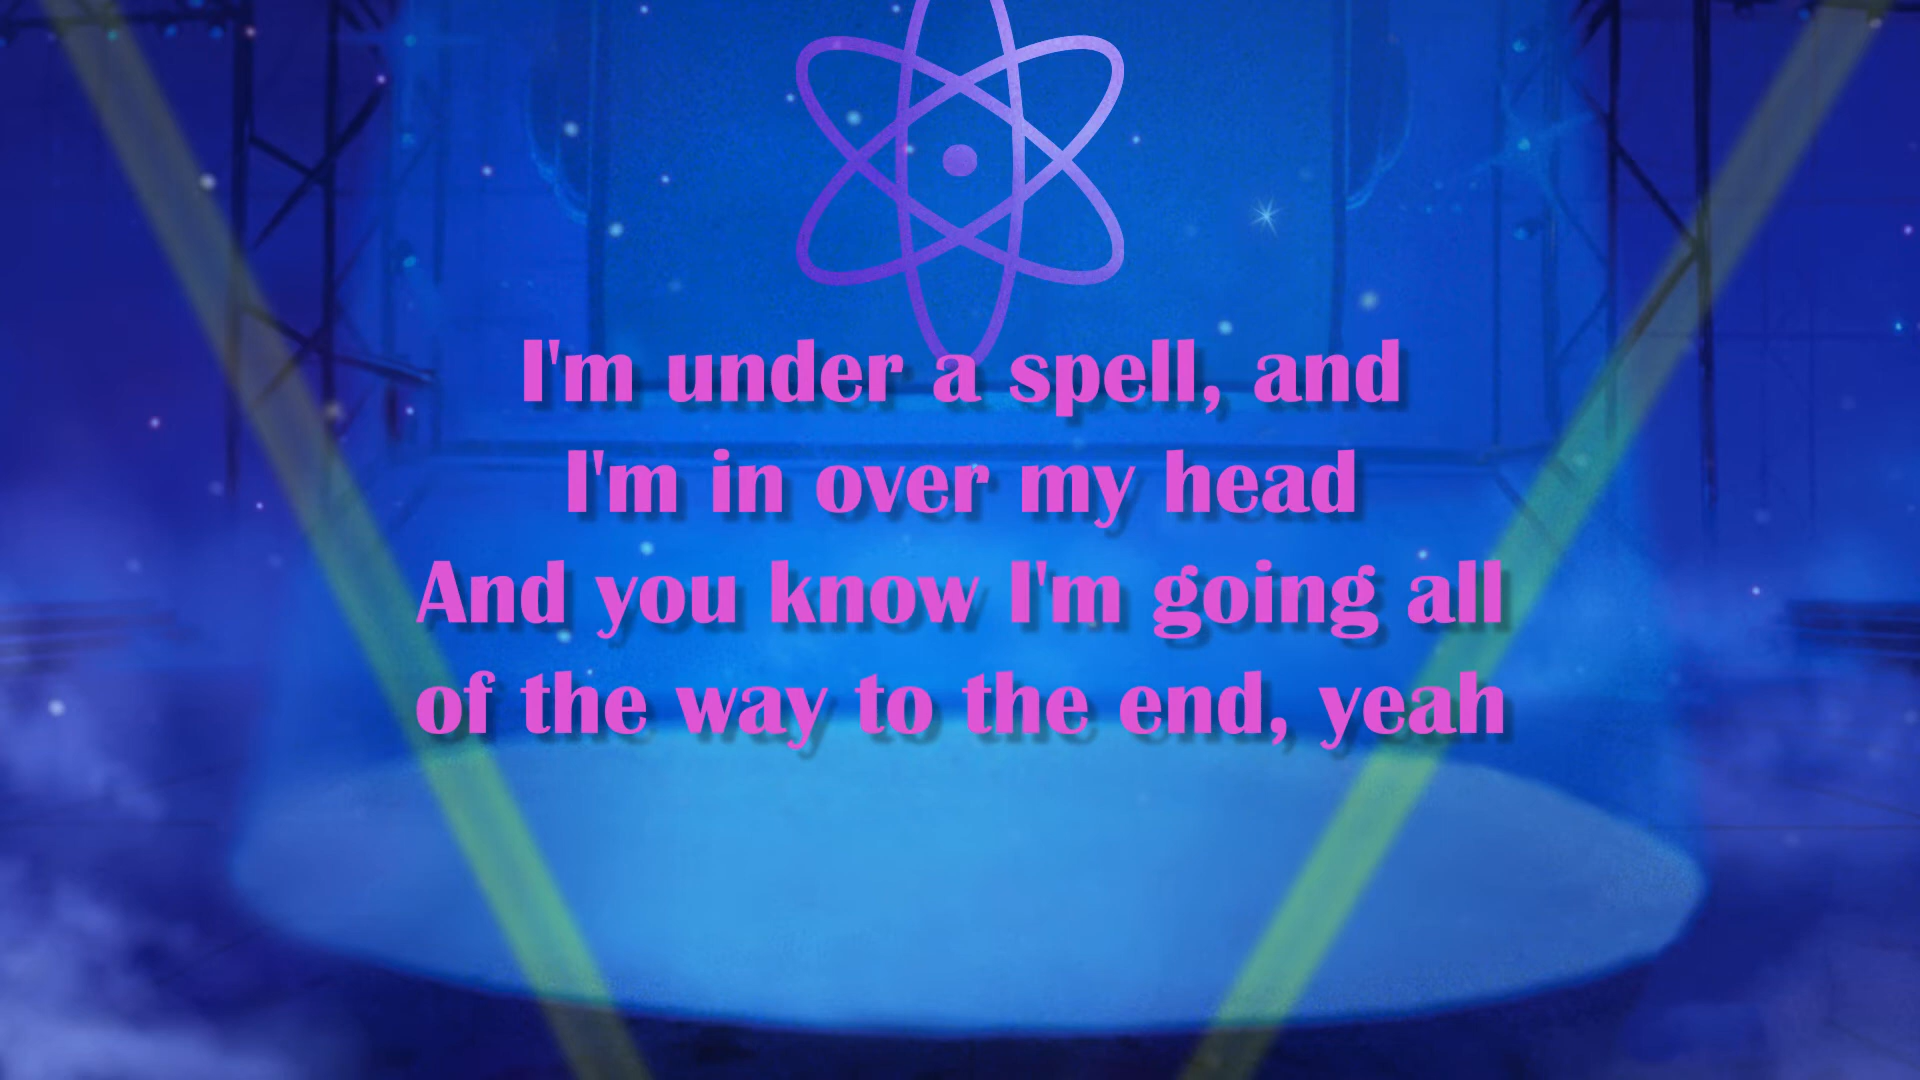 I'm under a spell, and
I'm in over my head
And you know I'm going all
of the way to the end, yeah